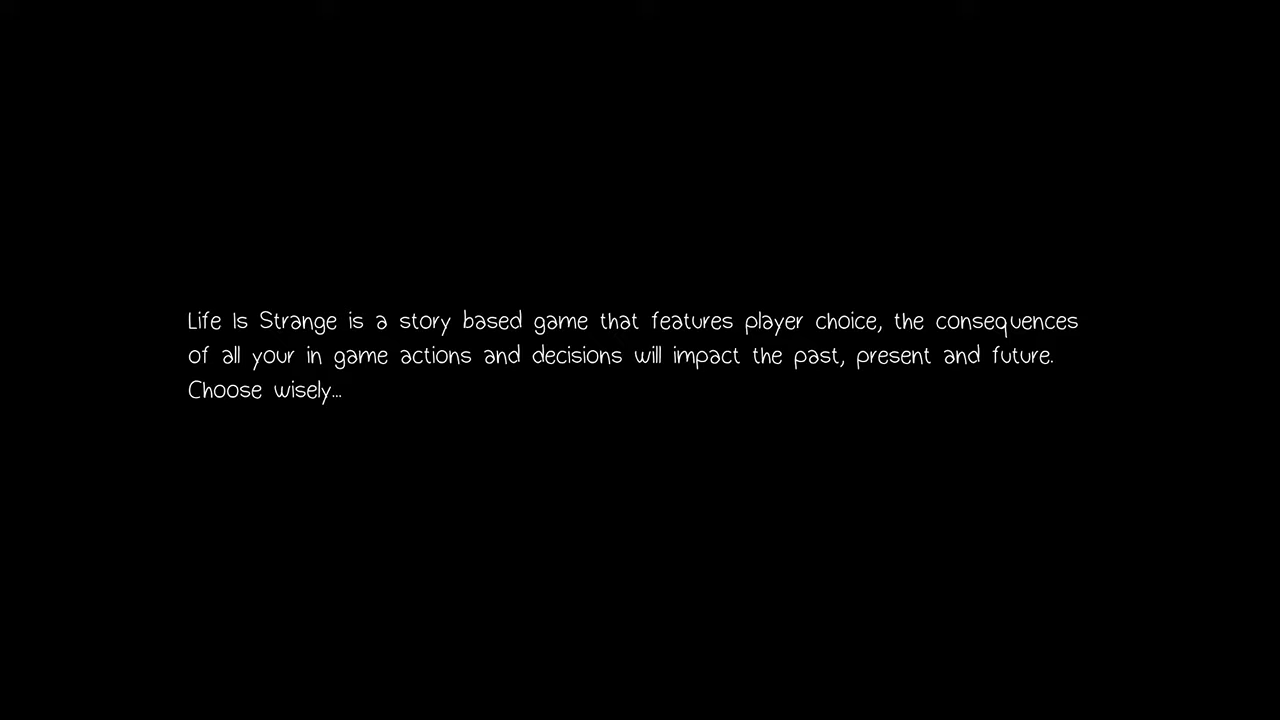 Life Is Strange is a story based game that features player choice, the consequences
of all your in game actions and decisions will impact the past, present and future.
Choose wisely...